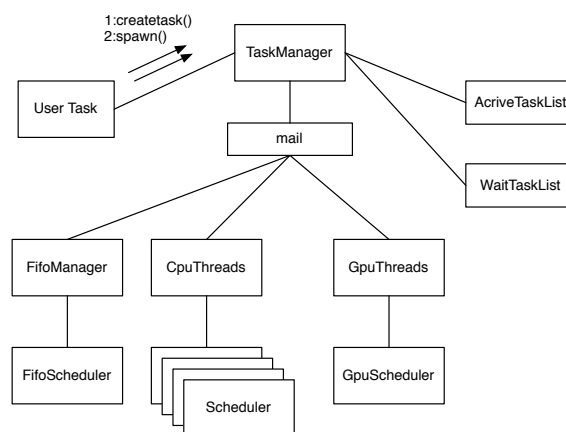 1:createtask()
2:spawn()
TaskManager
User Task
AcriveTaskList
mail
WaitTaskList
FifoManager
CpuThreads
GpuThreads
FifoScheduler
GpuScheduler
Scheduler